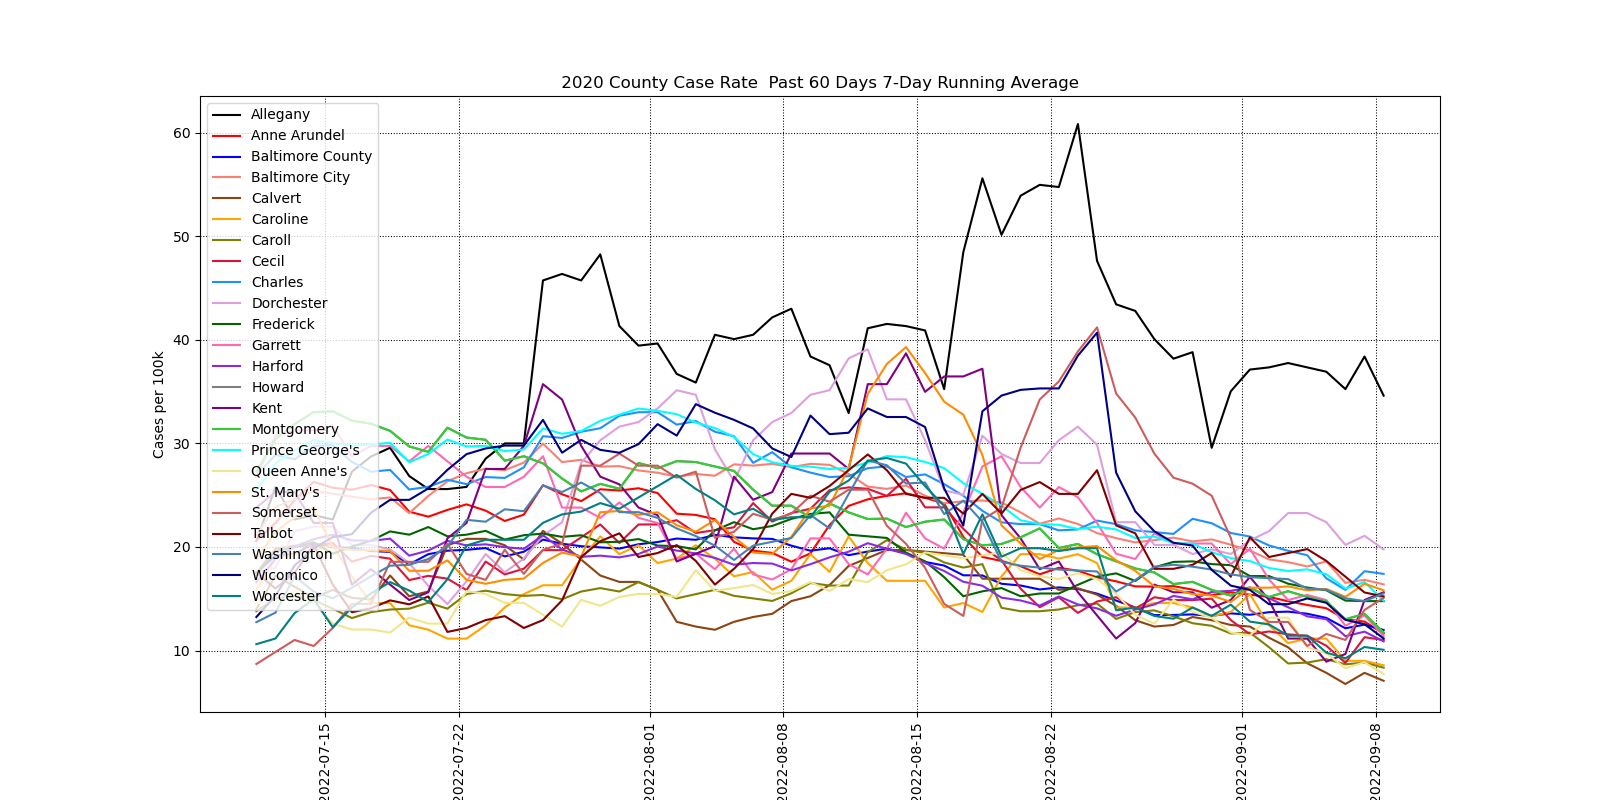 2020 County Case Rate  Past 60 Days 7-Day Running Average
Cases per 100k
60
50
40
30
20
10
Allegany
Anne Arundel
Baltimore County
Baltimore City
Calvert
Caroline
Caroll
Cecil
Charles
Dorchester
Frederick
Garrett
Harford
Howard
Kent
Montgomery
Prince George's
Queen Anne's
St. Mary's
Somerset
Talbot
Washington
Wicomico
Worcester
2022-07-15
2022-07-22
2022-08-01
2022-08-08
2022-08-15
2022-08-22
2022-09-01
2022-09-08